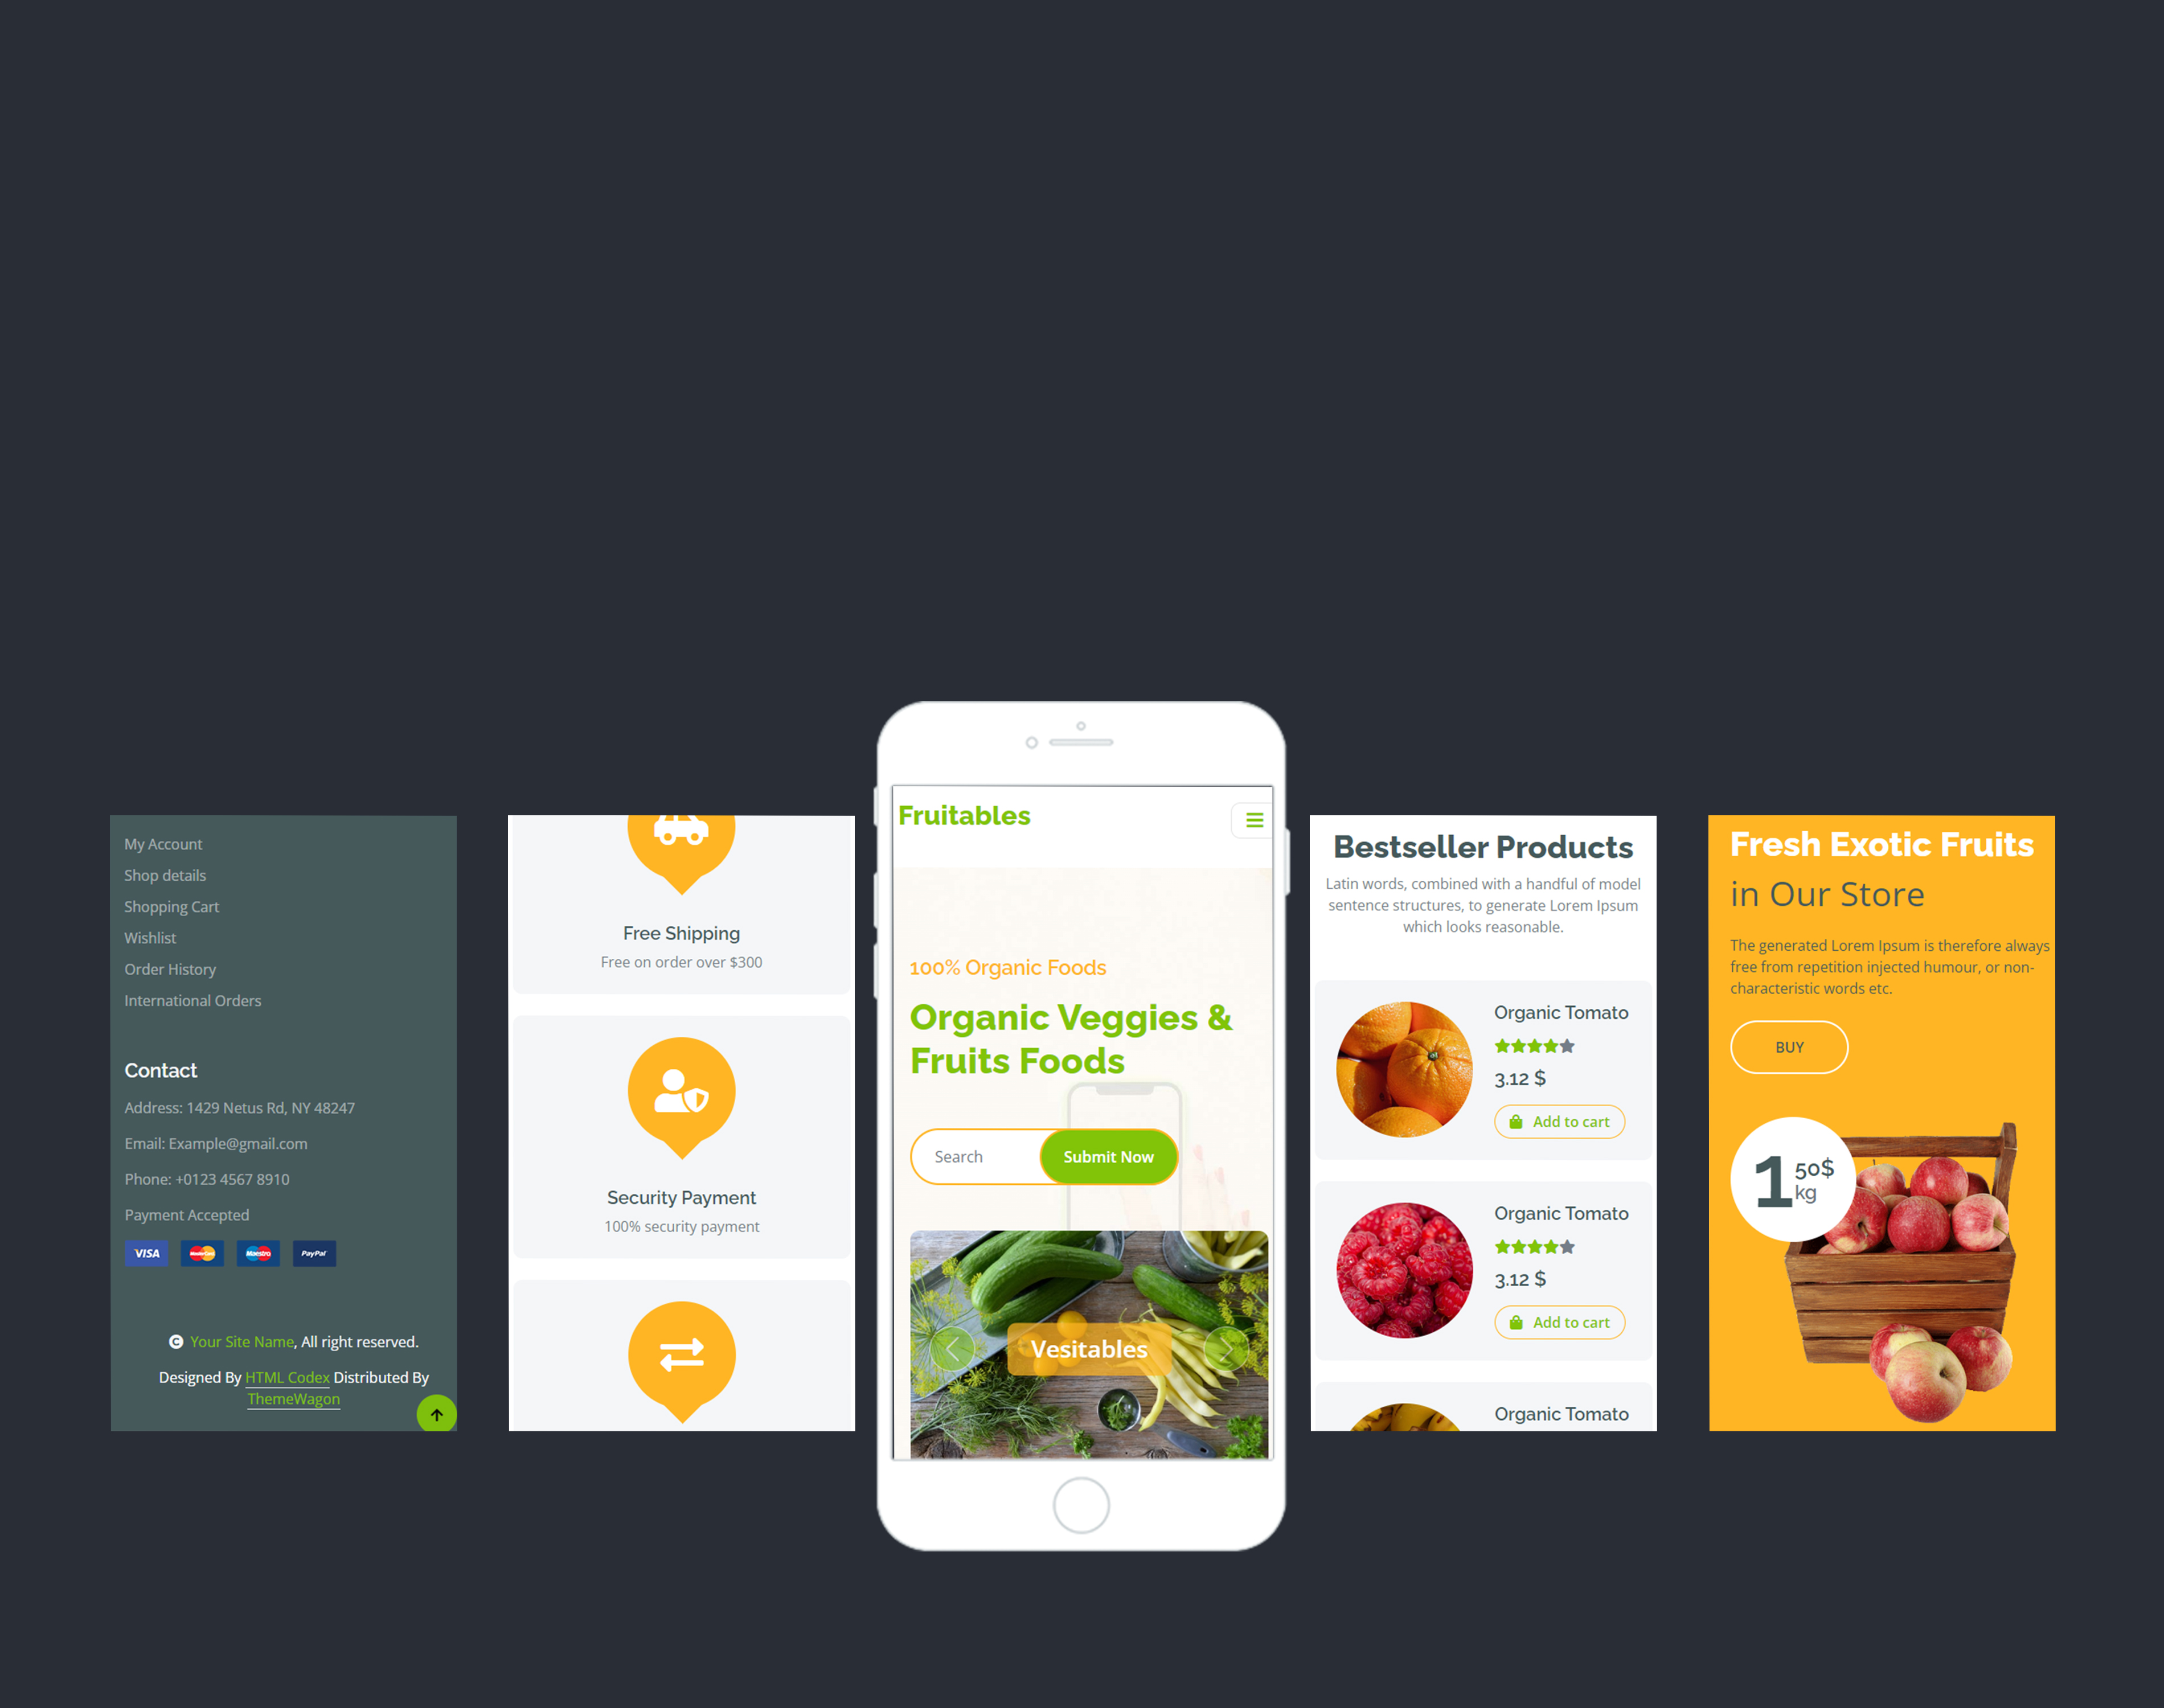 My Account
Shop details
Shopping Cart
Wishlist
Order History
International Orders
Contact
Address: 1429 Netus Rd, NY 48247
Email: Example@gmail.com
Phone: +0123 4567 8910
Payment Accepted
VISA MasterCard Maestro PayPal
Your Site Name, All right reserved.
Designed By HTML Codex Distributed By
ThemeWagon
Free Shipping
Free on order over $300
Security Payment
100% security payment
Fruitables
100% Organic Foods
Organic Veggies &
Fruits Foods
Search
Submit Now
Vesitables
Bestseller Products
Latin words, combined with a handful of model
sentence structures, to generate Lorem Ipsum
which looks reasonable.
Organic Tomato
3.12 $
Add to cart
Organic Tomato
3.12 $
Add to cart
Organic Tomato
Fresh Exotic Fruits
in Our Store
The generated Lorem Ipsum is therefore always
free from repetition injected humour, or non-
characteristic words etc.
BUY
1 50$
kg